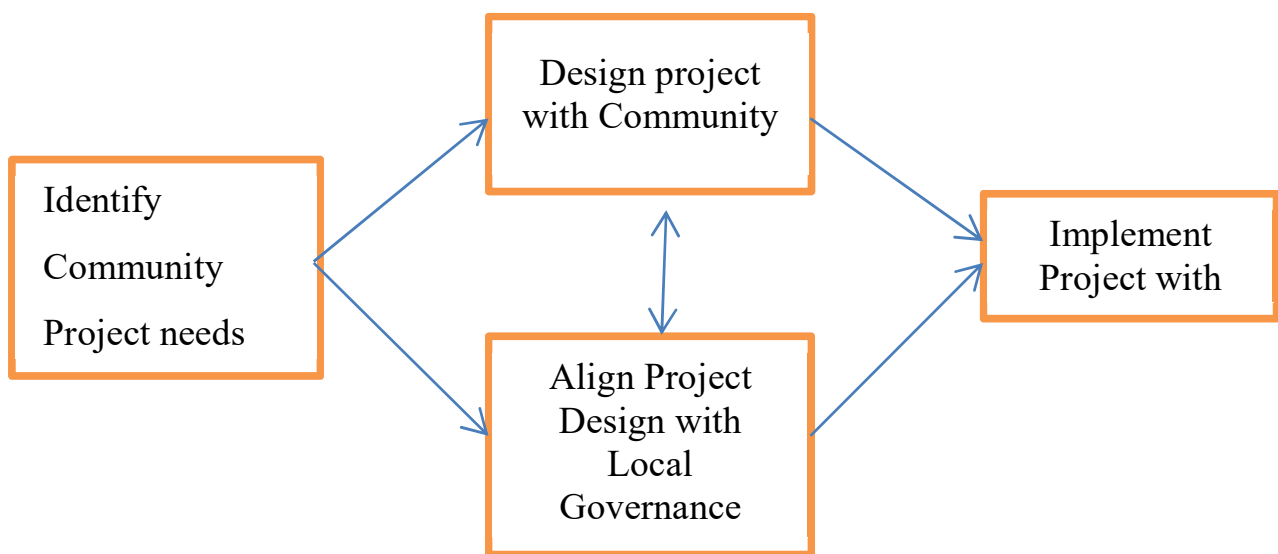 Identify
Community
Project needs
Design project
with Community
Align Project
Design with
Local
Governance
Implement
Project with